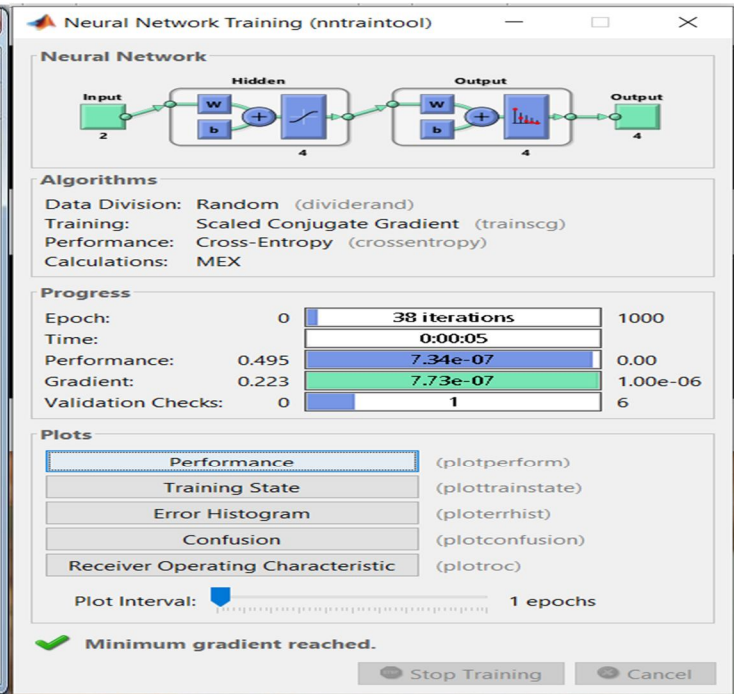 Neural Network Training (nntraintool)
Neural Network
Hidden
Output
Input
W
b
+
W
b
+
Output
2
4
4
4
Algorithms
Data Division: Random (dividerand)
Training: Scaled Conjugate Gradient (trainscg)
Performance: Cross-Entropy (crossentropy)
Calculations: MEX
Progress
Epoch: 0 38 iterations 1000
Time: 0:00:05
Performance: 0.495 7.34e-07 0.00
Gradient: 0.223 7.73e-07 1.00e-06
Validation Checks: 0 1 6
Plots
Performance (plotperform)
Training State (plottrainstate)
Error Histogram (ploterrhist)
Confusion (plotconfusion)
Receiver Operating Characteristic (plotroc)
Plot Interval: 1 epochs
Minimum gradient reached.
Stop Training Cancel